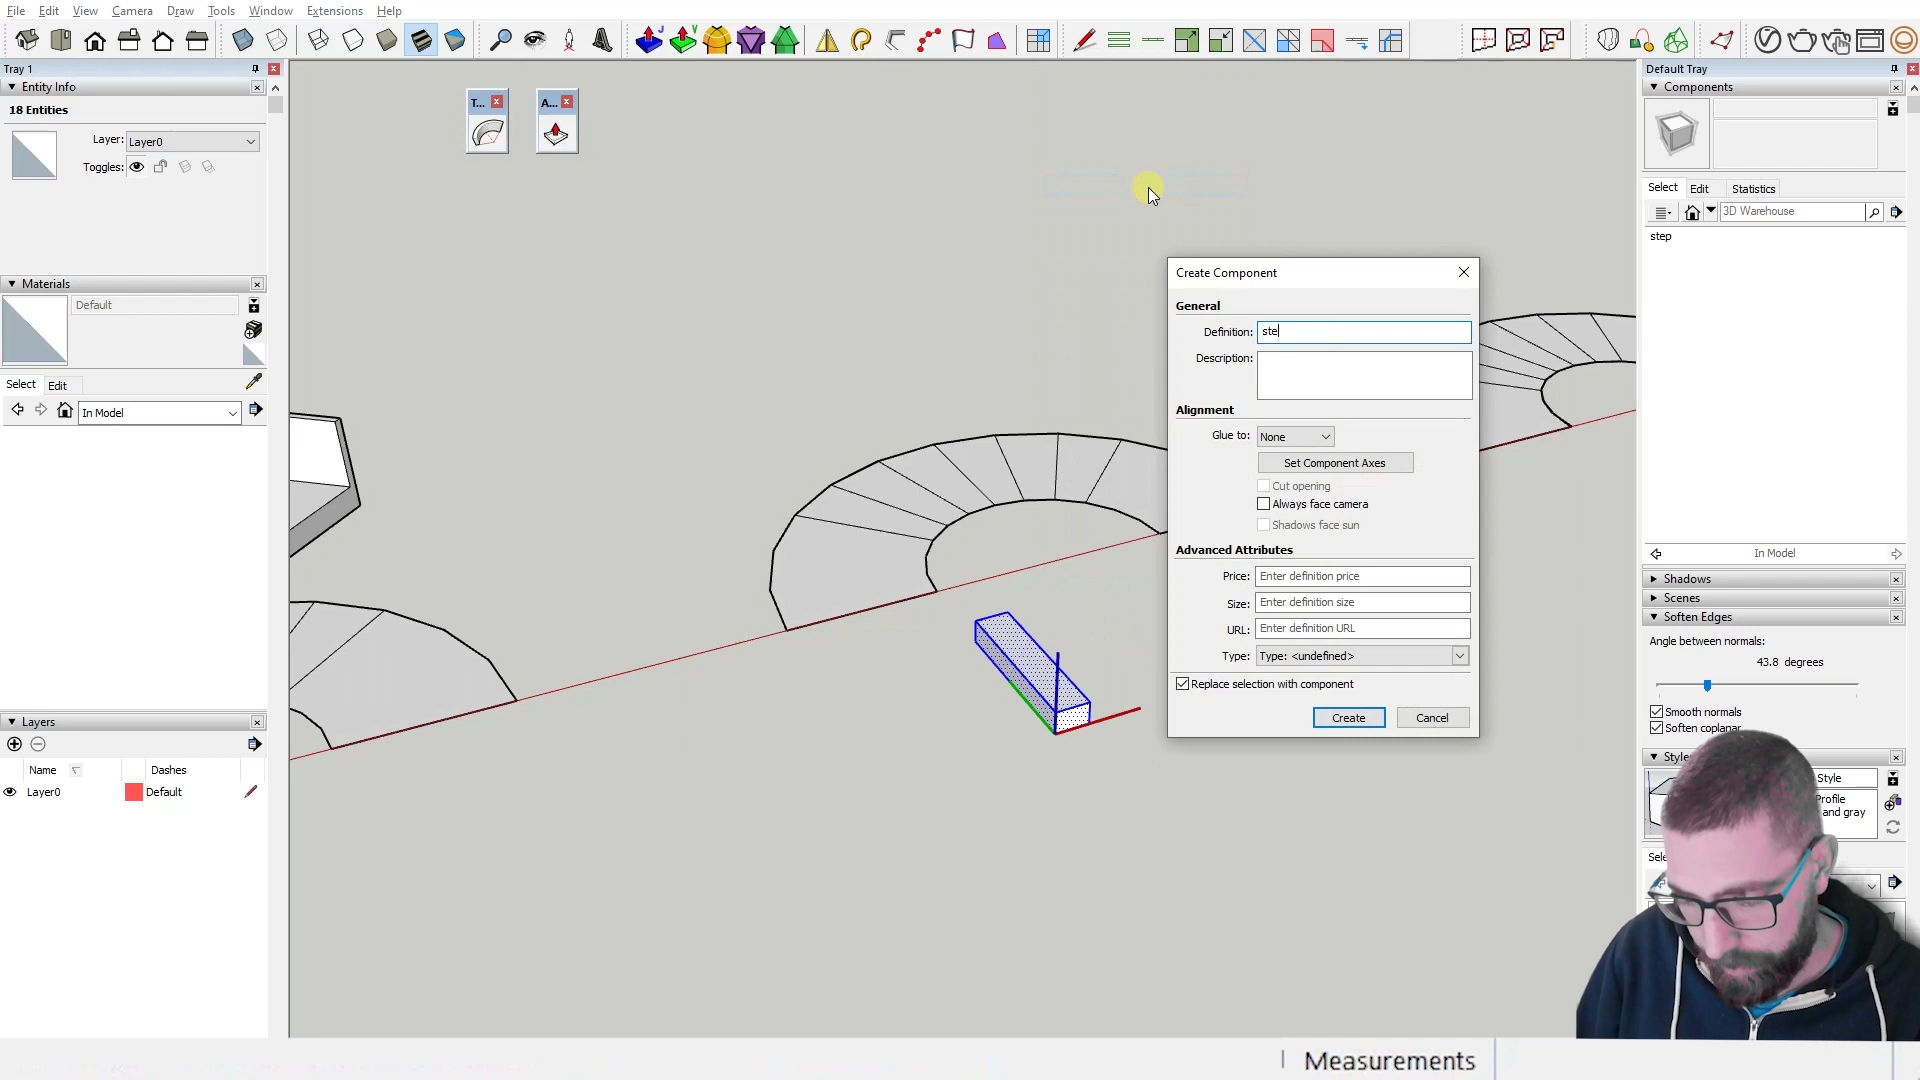 File Edit View Camera Draw Tools Window Extensions Help
Tray 1
Entity Info
18 Entities
Layer: Layer0
Toggles:
Materials
Default
Select Edit
In Model
Layers
Name Dashes
Layer0 Default
T...
A...
Create Component
General
Definition: ste
Description:
Alignment
Glue to: None
Set Component Axes
Cut opening
Always face camera
Shadows face sun
Advanced Attributes
Price: Enter definition price
Size: Enter definition size
URL: Enter definition URL
Type: Type: <undefined>
Replace selection with component
Create Cancel
Default Tray
Components
Select Edit Statistics
3D Warehouse
step
In Model
Shadows
Scenes
Soften Edges
Angle between normals:
43.8 degrees
Smooth normals
Soften coplanar
Style
Style
Profile
and gray
Sele
Measurements